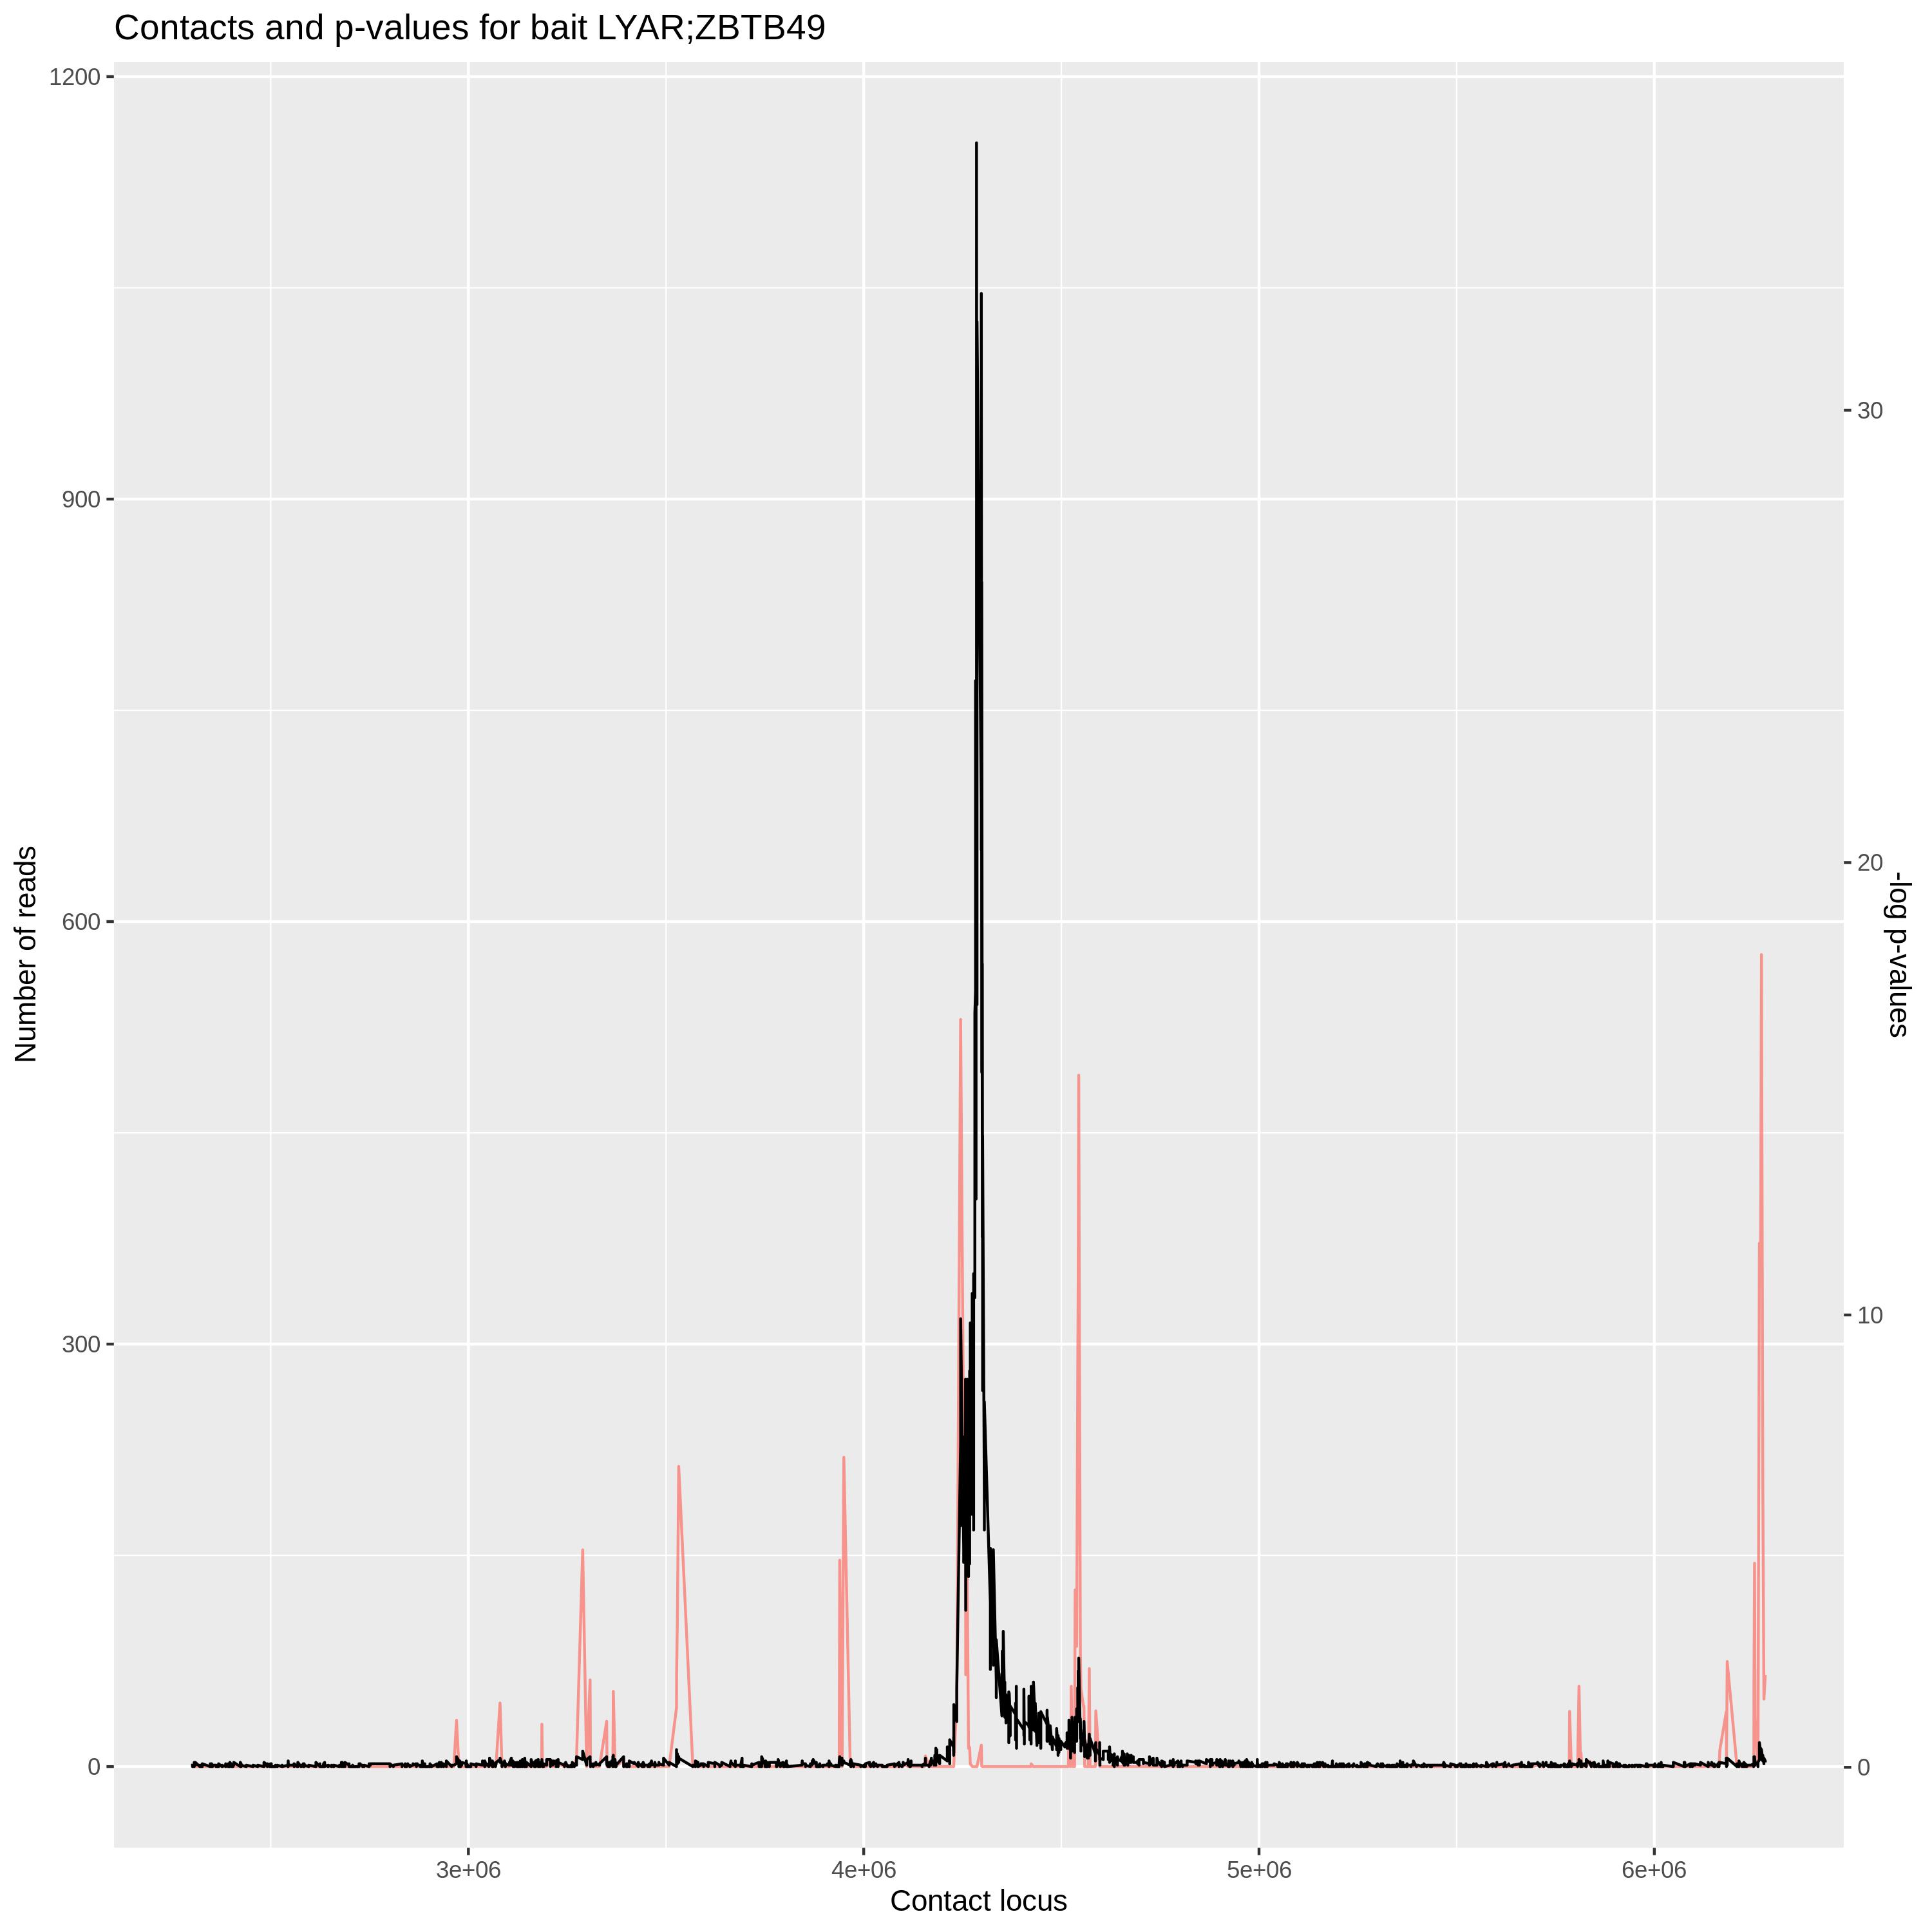 Contacts and p-values for bait LYAR;ZBTB49
1200
900
600
300
0
Number of reads
30
20
10
0
-log p-values
3e+06
4e+06
5e+06
6e+06
Contact locus